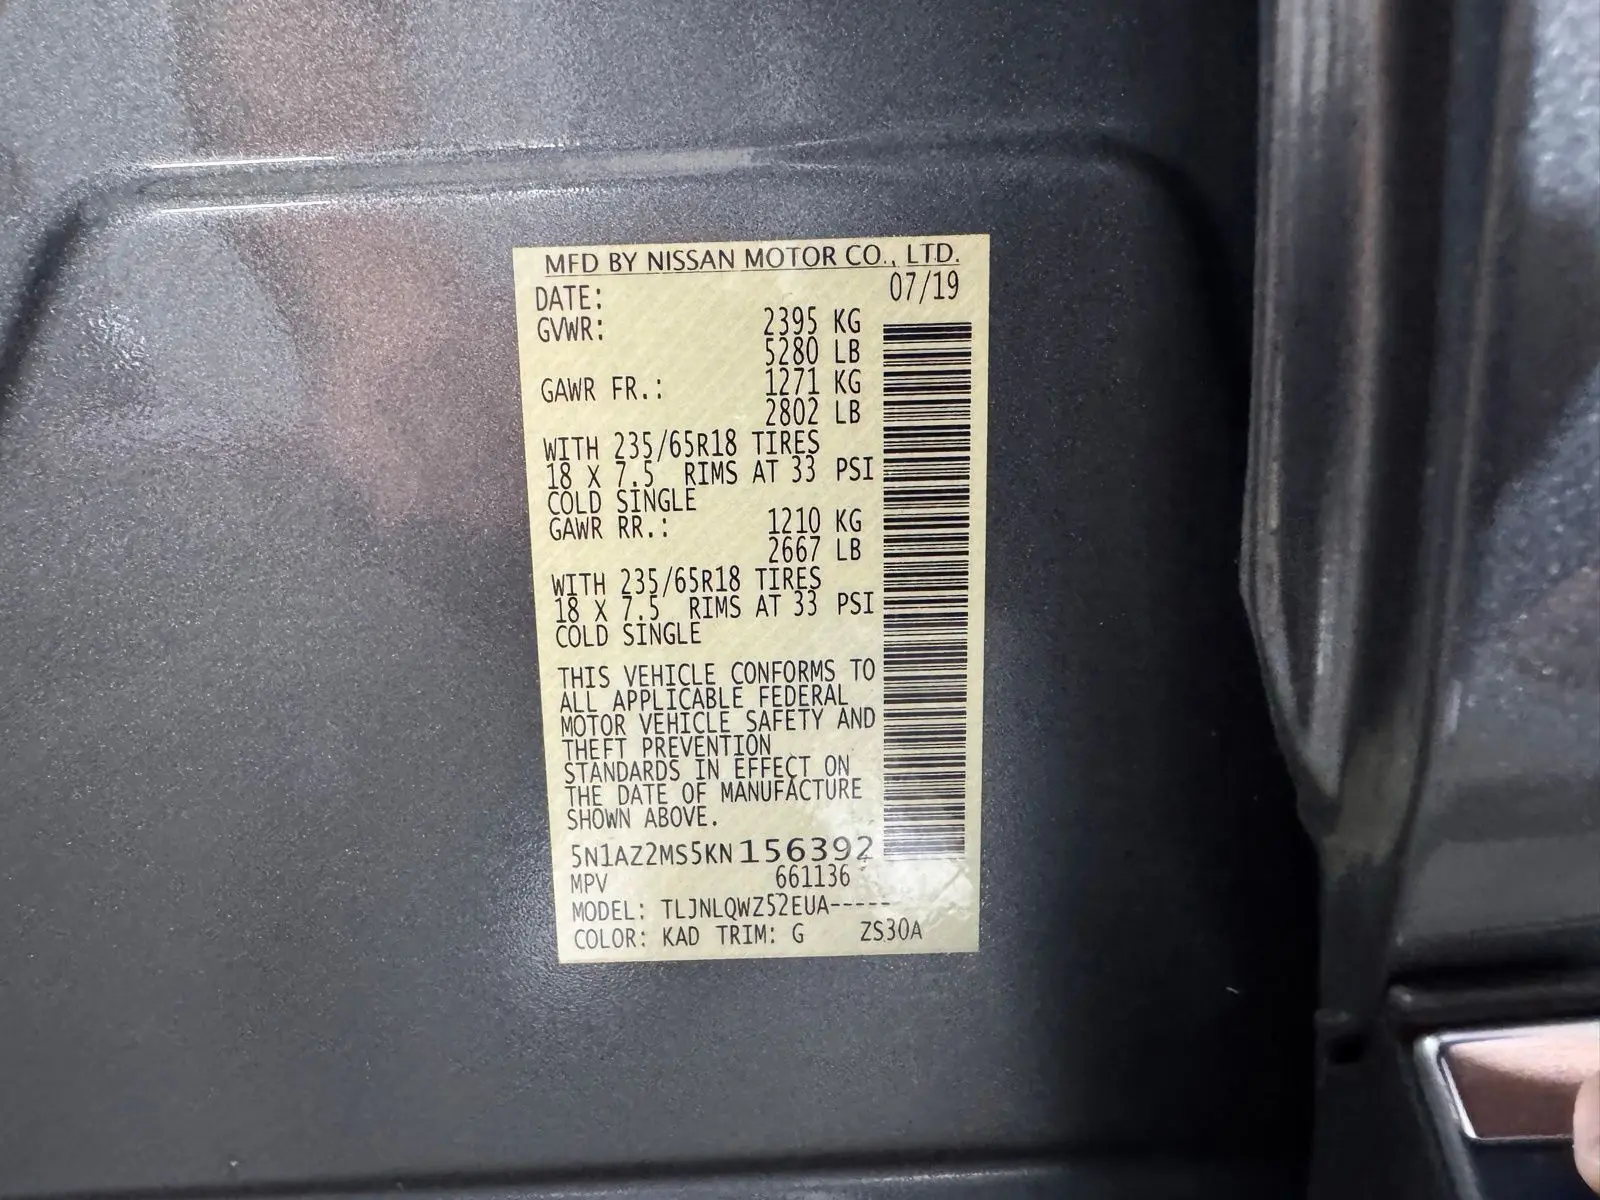 MFD BY NISSAN MOTOR CO., LTD.
DATE: 07/19
GVWR: 2395 KG
5280 LB
GAWR FR.: 1271 KG
2802 LB
WITH 235/65R18 TIRES
18 X 7.5 RIMS AT 33 PSI
COLD SINGLE
GAWR RR.: 1210 KG
2667 LB
WITH 235/65R18 TIRES
18 X 7.5 RIMS AT 33 PSI
COLD SINGLE
THIS VEHICLE CONFORMS TO
ALL APPLICABLE FEDERAL
MOTOR VEHICLE SAFETY AND
THEFT PREVENTION
STANDARDS IN EFFECT ON
THE DATE OF MANUFACTURE
SHOWN ABOVE.
5N1AZ2MS5KN156392
MPV 661136
MODEL: TLJNLQWZ52EUA-----
COLOR: KAD TRIM: G ZS30A